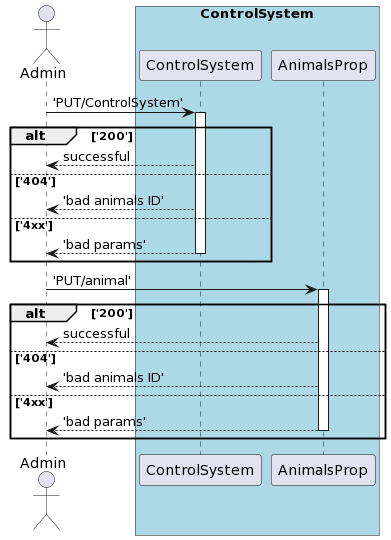 ControlSystem
Admin
ControlSystem
AnimalsProp
'PUT/ControlSystem'
alt ['200']
successful
['404']
'bad animals ID'
['4xx']
'bad params'
'PUT/animal'
alt ['200']
successful
['404']
'bad animals ID'
['4xx']
'bad params'
Admin
ControlSystem
AnimalsProp